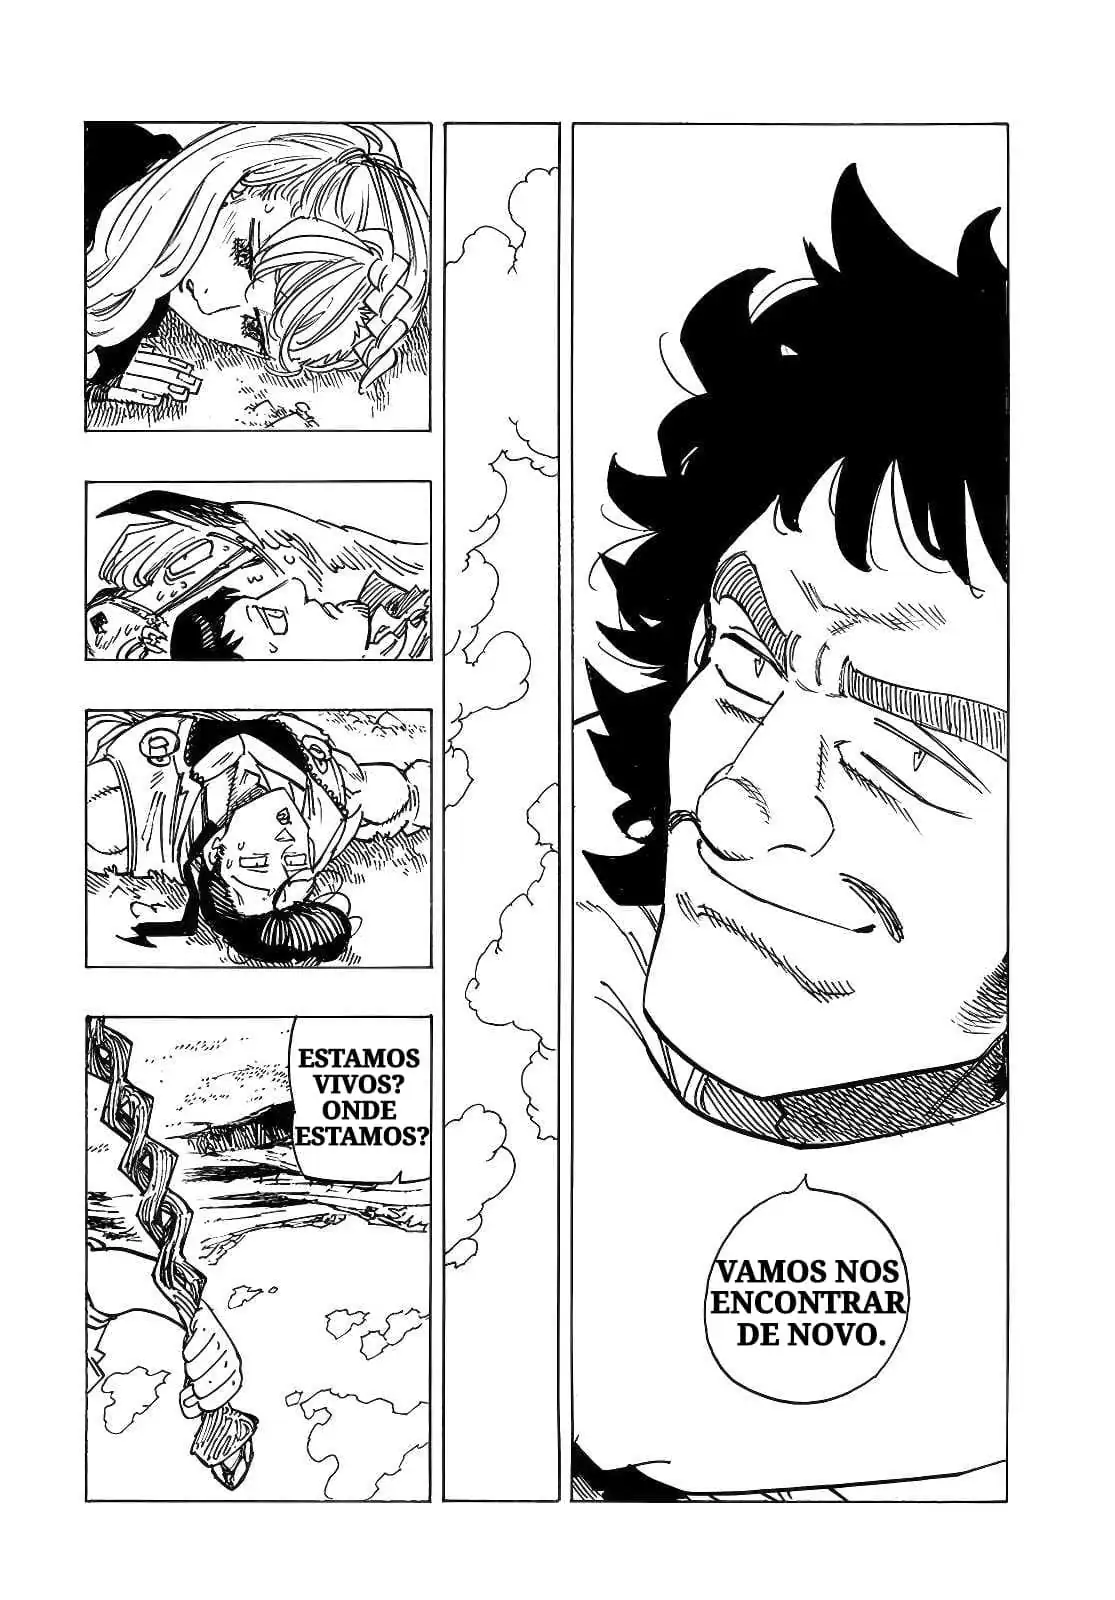 VAMOS NOS
ENCONTRAR
DE NOVO.
ESTAMOS
VIVOS?
ONDE
ESTAMOS?